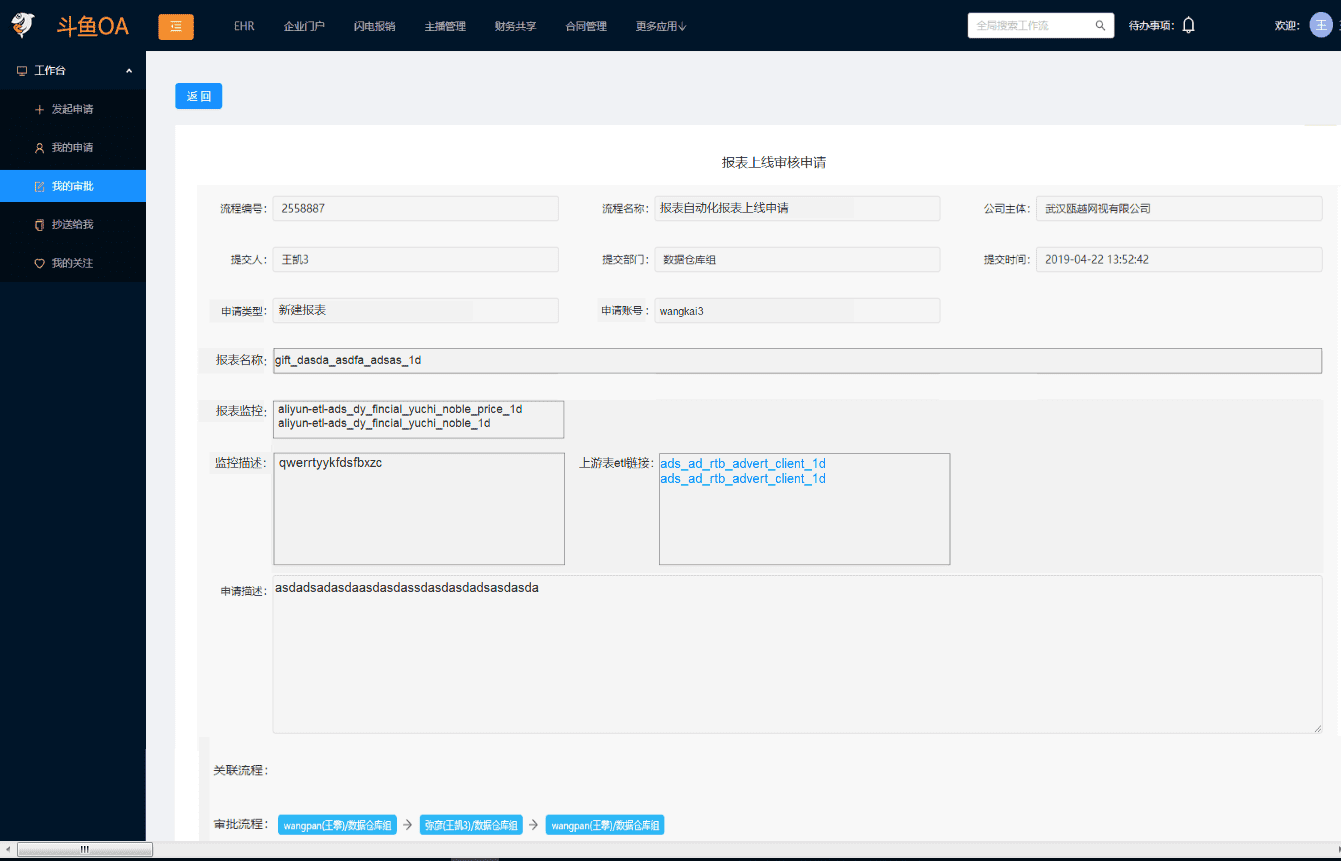 斗鱼OA
EHR
企业门户
闪电报销
主播管理
财务共享
合同管理
更多应用↓
全局搜索工作流
待办事项:
欢迎:
王
工作台
发起申请
我的申请
我的审批
抄送给我
我的关注
返 回
报表上线审核申请
流程编号: 2558887
流程名称: 报表自动化报表上线申请
公司主体: 武汉瓯越网视有限公司
提交人: 王凯3
提交部门: 数据仓库组
提交时间: 2019-04-22 13:52:42
申请类型: 新建报表
申请账号: wangkai3
报表名称: gift_dasda_asdfa_adsas_1d
报表监控: aliyun-etl-ads_dy_fincial_yuchi_noble_price_1d
aliyun-etl-ads_dy_fincial_yuchi_noble_1d
监控描述: qwerrtyykfdsfbxzc
上游表etl链接: ads_ad_rtb_advert_client_1d
ads_ad_rtb_advert_client_1d
申请描述: asdadsadasdaasdasdassdasdasdadsasdasda
关联流程:
审批流程: wangpan(王攀)/数据仓库组 → 弥彦(王凯3)/数据仓库组 → wangpan(王攀)/数据仓库组